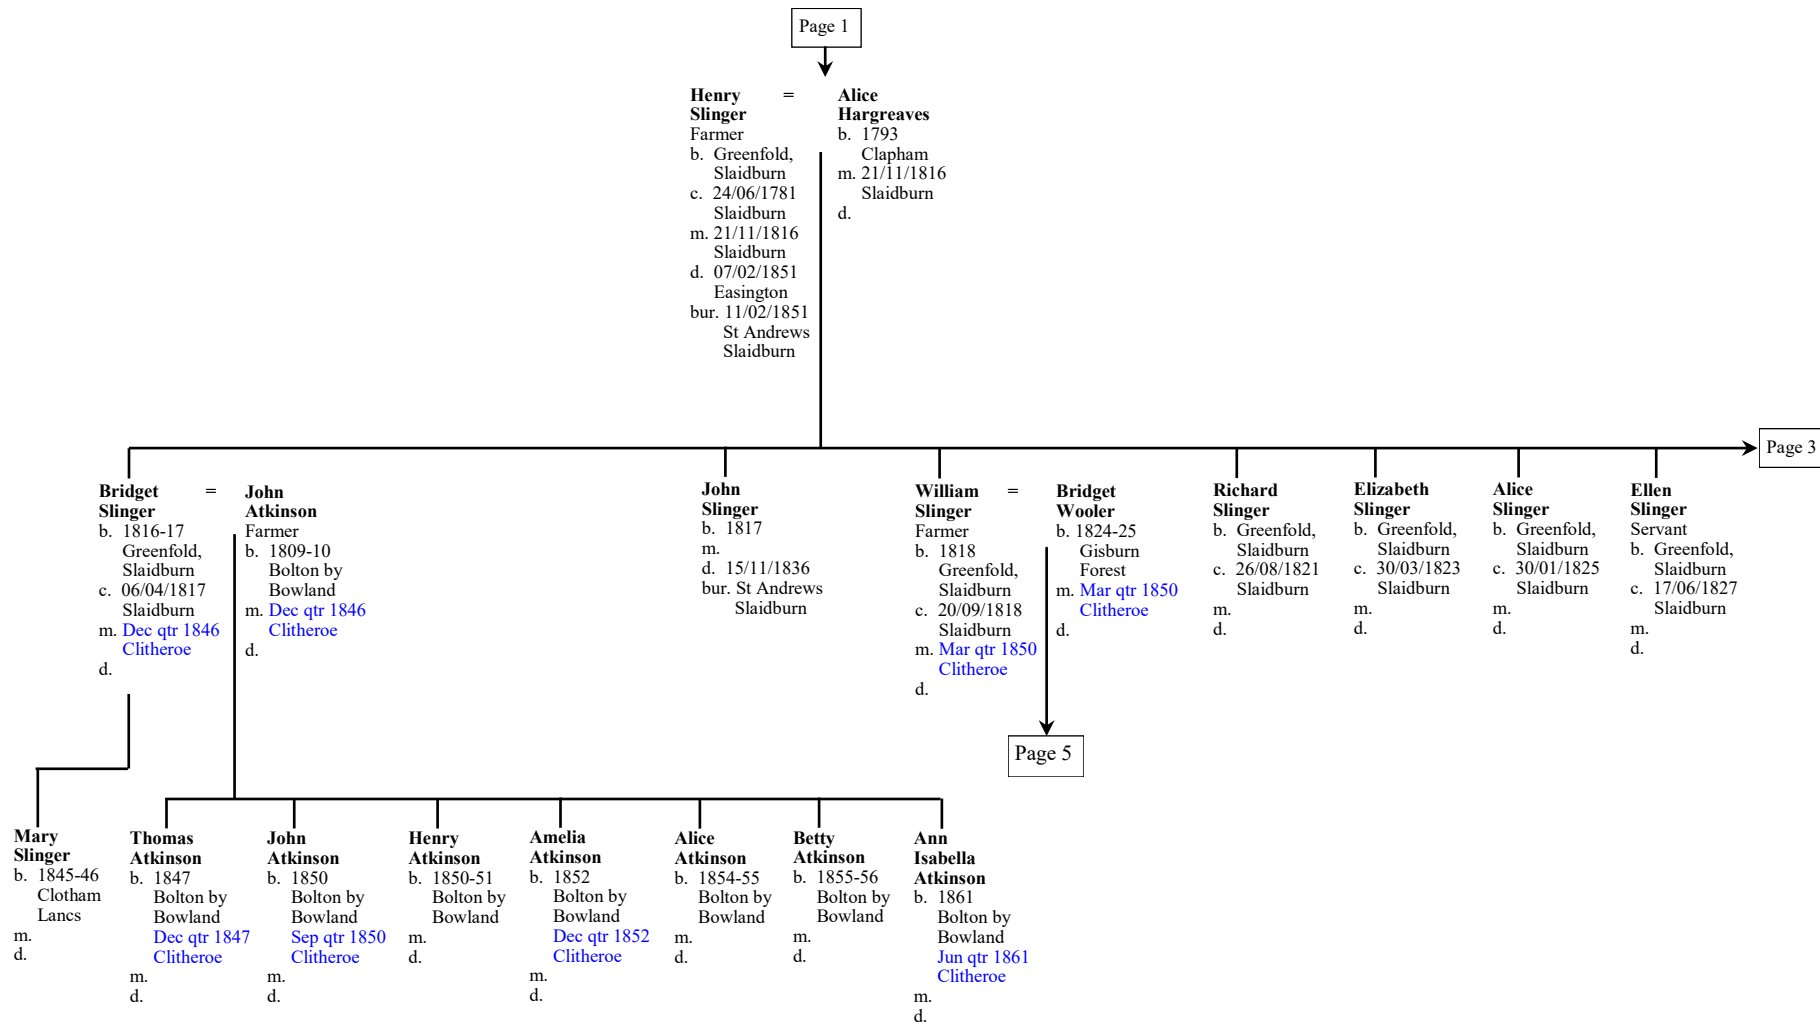 Page 1
Henry =
Slinger
Farmer
b. Greenfold,
Slaidburn
c. 24/06/1781
Slaidburn
m. 21/11/1816
Slaidburn
d. 07/02/1851
Easington
bur. 11/02/1851
St Andrews
Slaidburn
Alice
Hargreaves
b. 1793
Clapham
m. 21/11/1816
Slaidburn
d.
Page 3
Bridget =
Slinger
b. 1816-17
Greenfold,
Slaidburn
c. 06/04/1817
Slaidburn
m. Dec qtr 1846
Clitheroe
d.
John
Atkinson
Farmer
b. 1809-10
Bolton by
Bowland
m. Dec qtr 1846
Clitheroe
d.
John
Slinger
b. 1817
m.
d. 15/11/1836
bur. St Andrews
Slaidburn
William =
Slinger
Farmer
b. 1818
Greenfold,
Slaidburn
c. 20/09/1818
Slaidburn
m. Mar qtr 1850
Clitheroe
d.
Bridget
Wooler
b. 1824-25
Gisburn
Forest
m. Mar qtr 1850
Clitheroe
d.
Richard
Slinger
b. Greenfold,
Slaidburn
c. 26/08/1821
Slaidburn
m.
d.
Elizabeth
Slinger
b. Greenfold,
Slaidburn
c. 30/03/1823
Slaidburn
m.
d.
Alice
Slinger
b. Greenfold,
Slaidburn
c. 30/01/1825
Slaidburn
m.
d.
Ellen
Slinger
Servant
b. Greenfold,
Slaidburn
c. 17/06/1827
Slaidburn
m.
d.
Page 5
Mary
Slinger
b. 1845-46
Clotham
Lancs
m.
d.
Thomas
Atkinson
b. 1847
Bolton by
Bowland
Dec qtr 1847
Clitheroe
m.
d.
John
Atkinson
b. 1850
Bolton by
Bowland
Sep qtr 1850
Clitheroe
m.
d.
Henry
Atkinson
b. 1850-51
Bolton by
Bowland
m.
d.
Amelia
Atkinson
b. 1852
Bolton by
Bowland
Dec qtr 1852
Clitheroe
m.
d.
Alice
Atkinson
b. 1854-55
Bolton by
Bowland
m.
d.
Betty
Atkinson
b. 1855-56
Bolton by
Bowland
m.
d.
Ann
Isabella
Atkinson
b. 1861
Bolton by
Bowland
Jun qtr 1861
Clitheroe
m.
d.